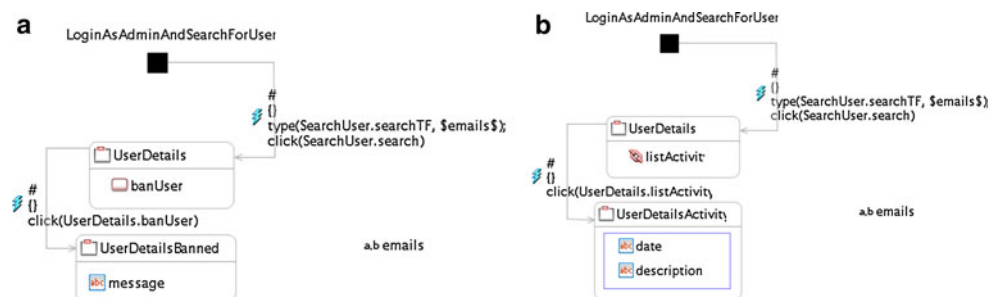 a
LoginAsAdminAndSearchForUser
#
{}
type(SearchUser.searchTF, $emails$);
click(SearchUser.search)
UserDetails
banUser
#
{}
click(UserDetails.banUser)
UserDetailsBanned
message
a,b emails
b
LoginAsAdminAndSearchForUser
#
{}
type(SearchUser.searchTF, $emails$);
click(SearchUser.search)
UserDetails
listActivit
#
{}
click(UserDetails.listActivity
UserDetailsActivity
date
description
a,b emails